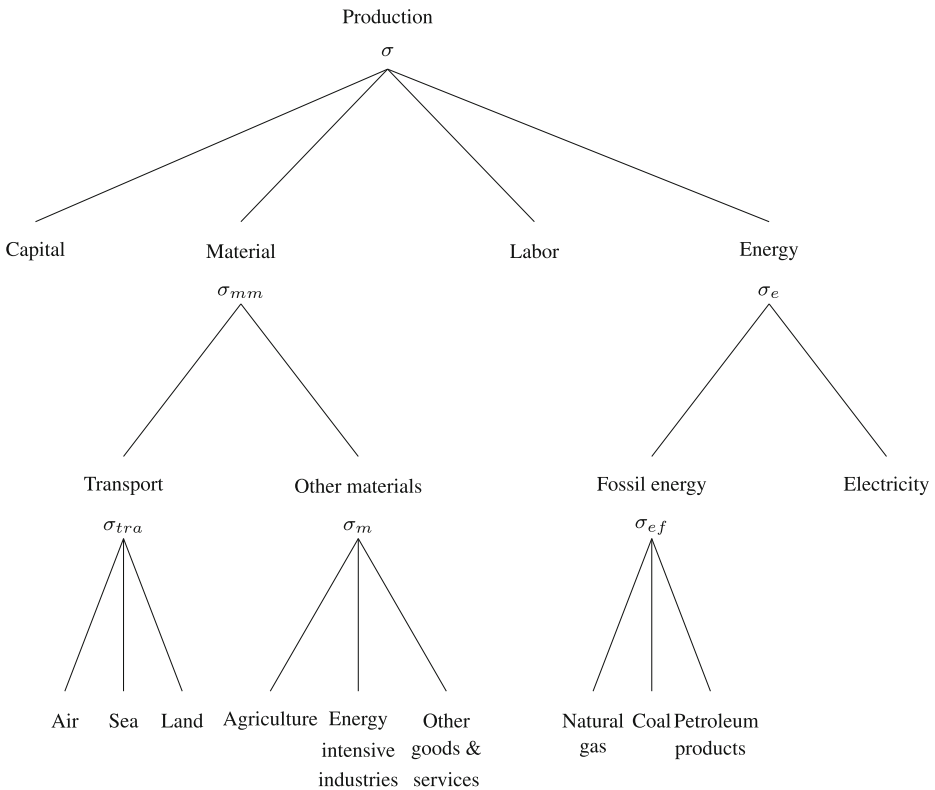 Production
σ
Capital
Material
Labor
Energy
σ_mm
σ_e
Transport
Other materials
Fossil energy
Electricity
σ_tra
σ_m
σ_ef
Air
Sea
Land
Agriculture
Energy
intensive
industries
Other
goods &
services
Natural
gas
Coal
Petroleum
products